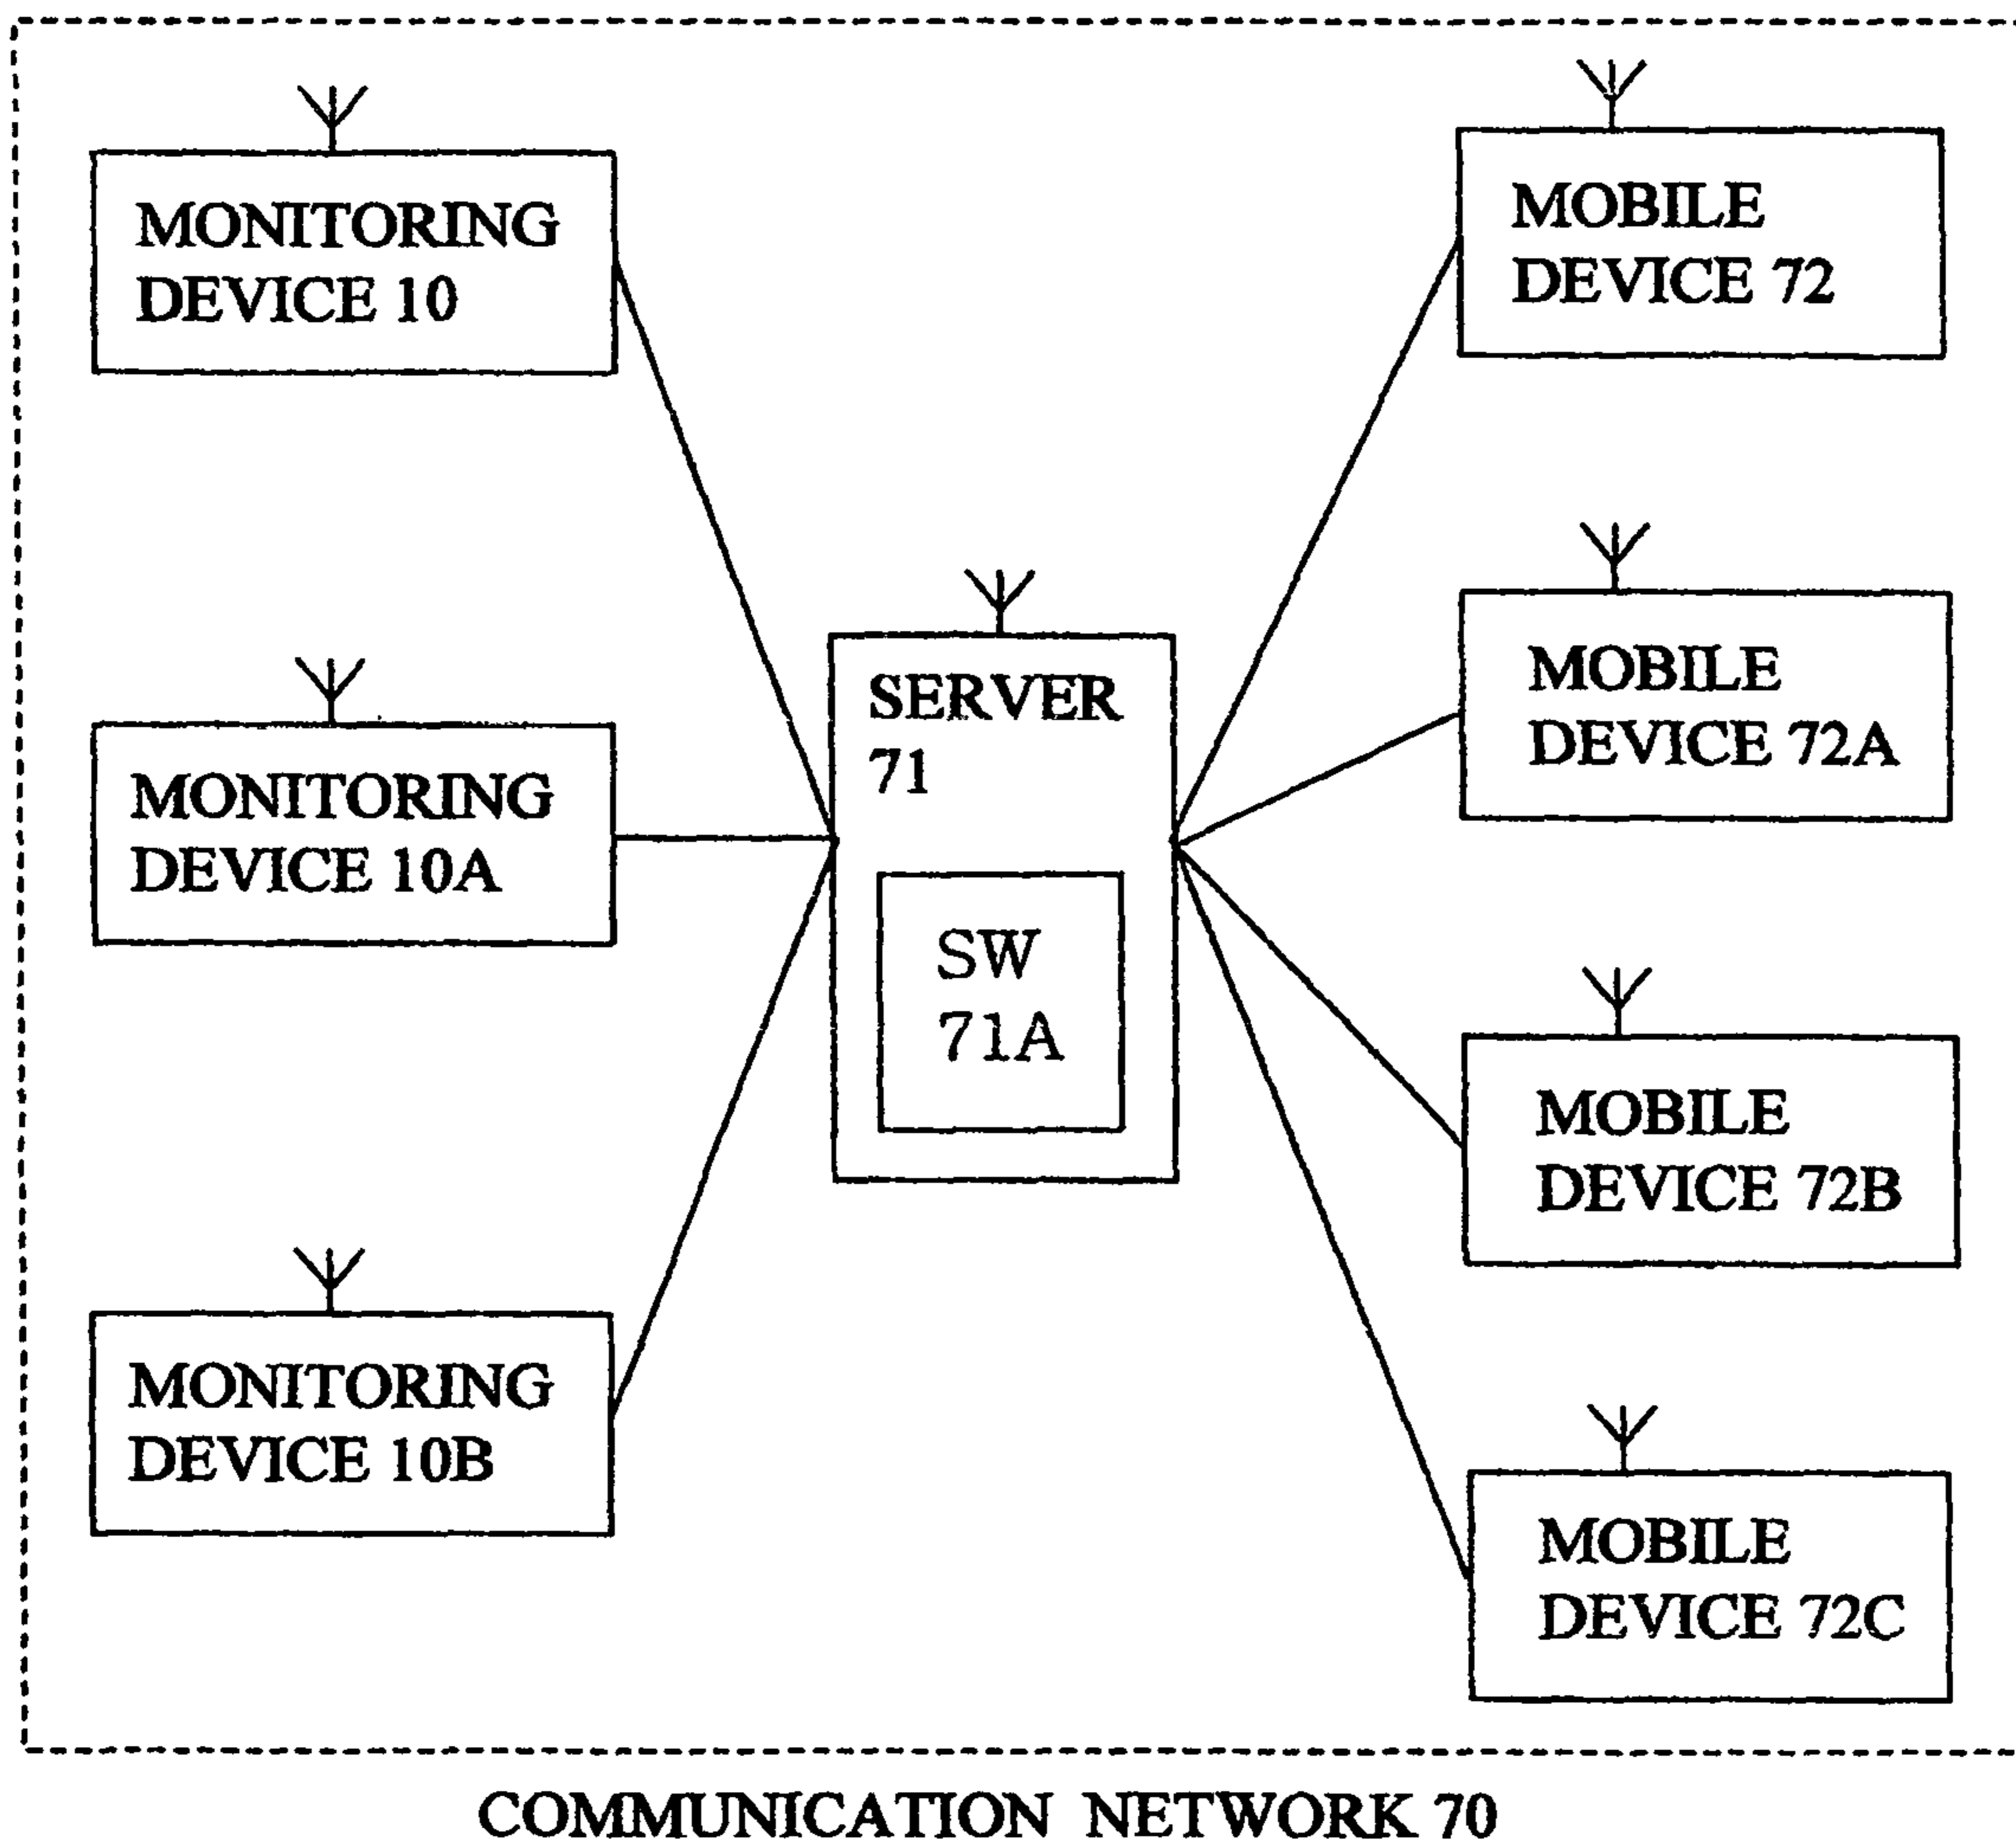 MONITORING
DEVICE 10
MONITORING
DEVICE 10A
MONITORING
DEVICE 10B
SERVER
71
SW
71A
MOBILE
DEVICE 72
MOBILE
DEVICE 72A
MOBILE
DEVICE 72B
MOBILE
DEVICE 72C
COMMUNICATION NETWORK 70